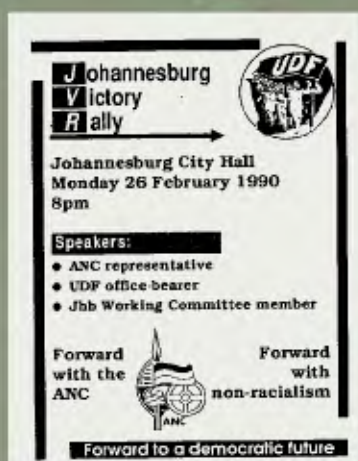 Johannesburg
Victory
Rally
UDF
Johannesburg City Hall
Monday 26 February 1990
8pm
Speakers:
● ANC representative
● UDF office-bearer
● Jhb Working Committee member
Forward
with the
ANC
ANC
Forward
with
non-racialism
Forward to a democratic future